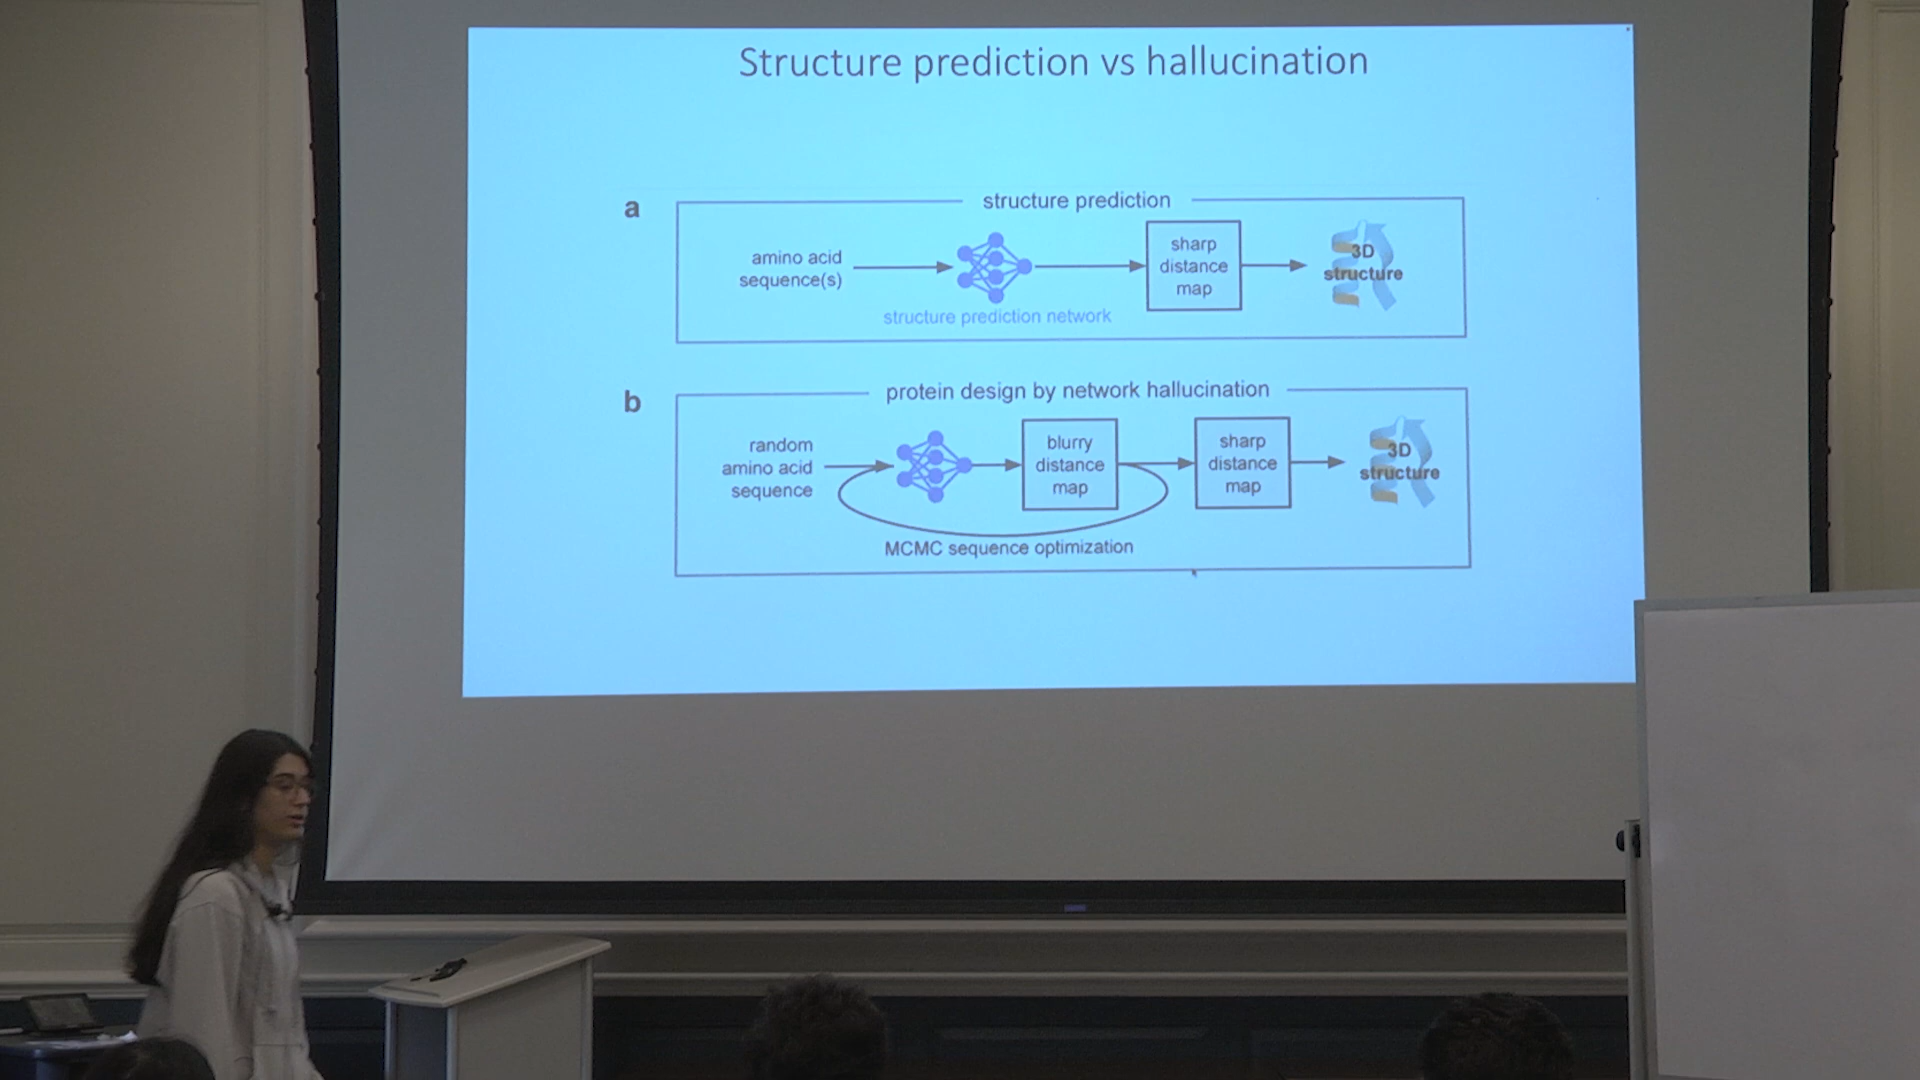 Structure prediction vs hallucination
a
structure prediction
amino acid
sequence(s)
structure prediction network
sharp
distance
map
3D
structure
b
protein design by network hallucination
random
amino acid
sequence
blurry
distance
map
sharp
distance
map
3D
structure
MCMC sequence optimization